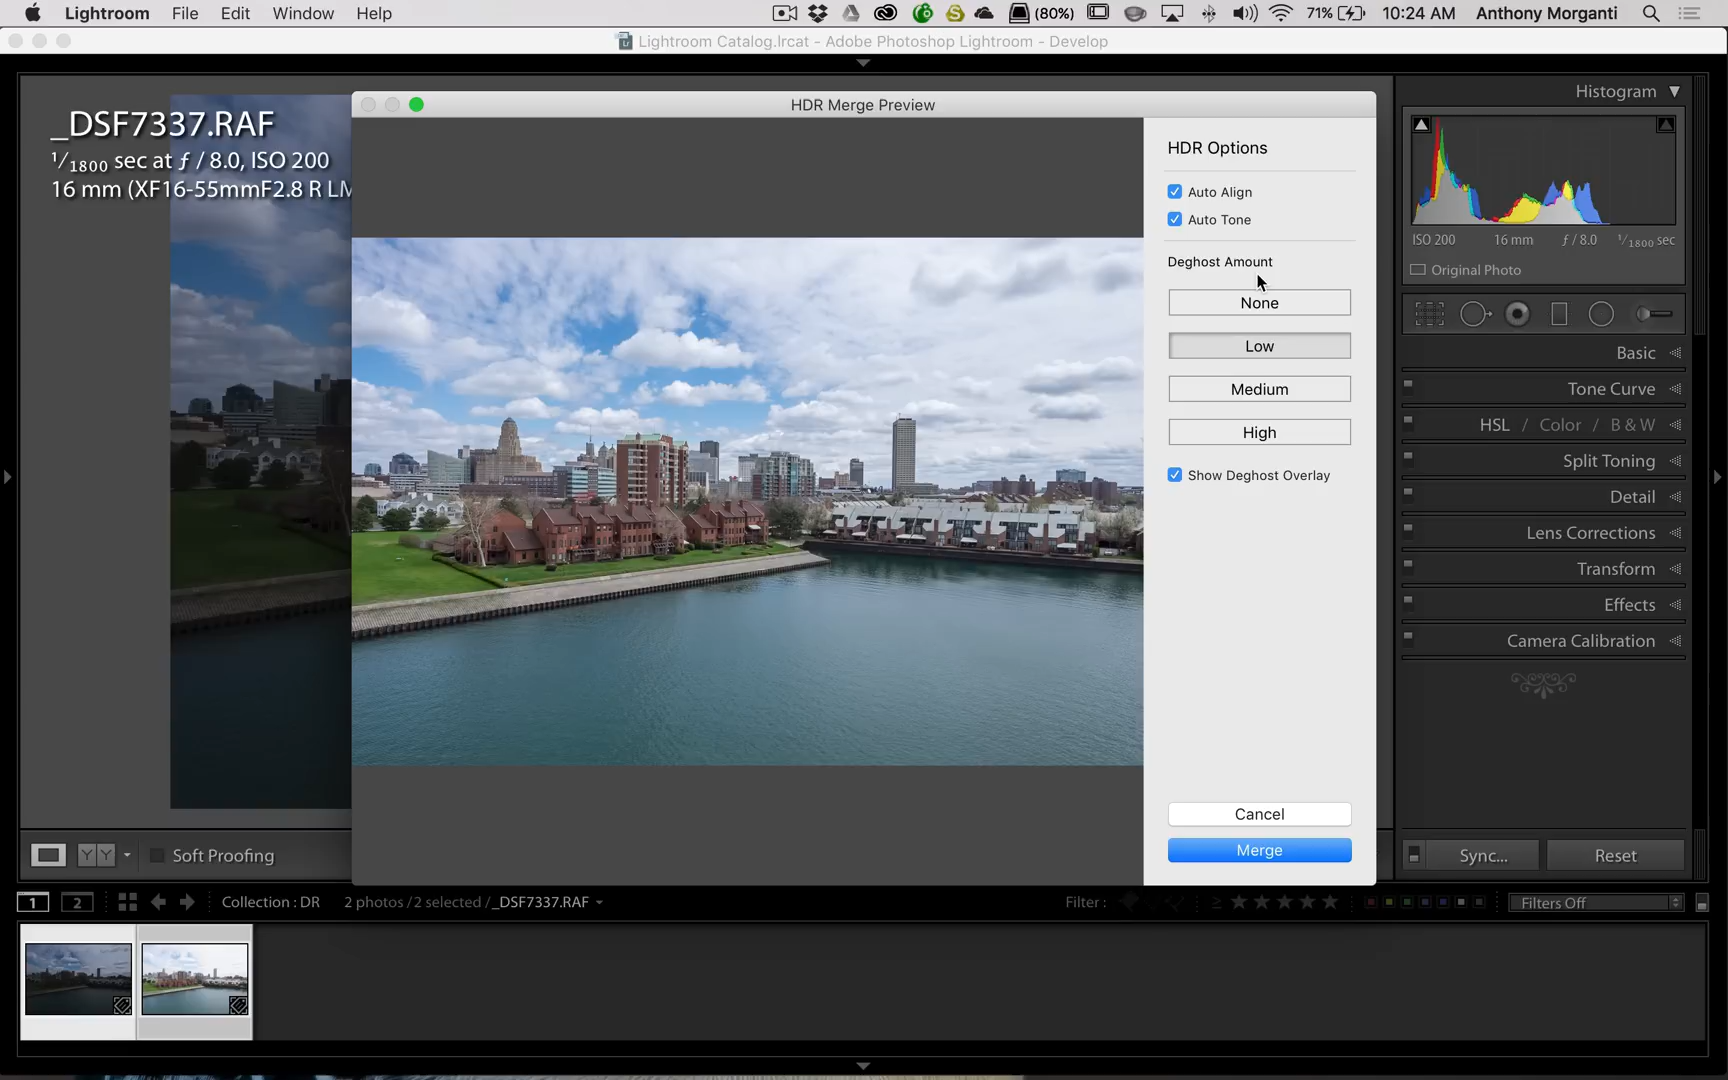 Lightroom File Edit Window Help (80%) 71% 10:24 AM Anthony Morganti
Lightroom Catalog.lrcat - Adobe Photoshop Lightroom - Develop
_DSF7337.RAF
1/1800 sec at ƒ / 8.0, ISO 200
16 mm (XF16-55mmF2.8 R LM
HDR Merge Preview
HDR Options
Auto Align
Auto Tone
Deghost Amount
None
Low
Medium
High
Show Deghost Overlay
Cancel
Merge
Histogram
ISO 200 16 mm ƒ / 8.0 1/1800 sec
Original Photo
Basic
Tone Curve
HSL / Color / B & W
Split Toning
Detail
Lens Corrections
Transform
Effects
Camera Calibration
Y Y Soft Proofing
Sync... Reset
1 2 Collection : DR 2 photos / 2 selected / _DSF7337.RAF Filter : ≥ Filters Off